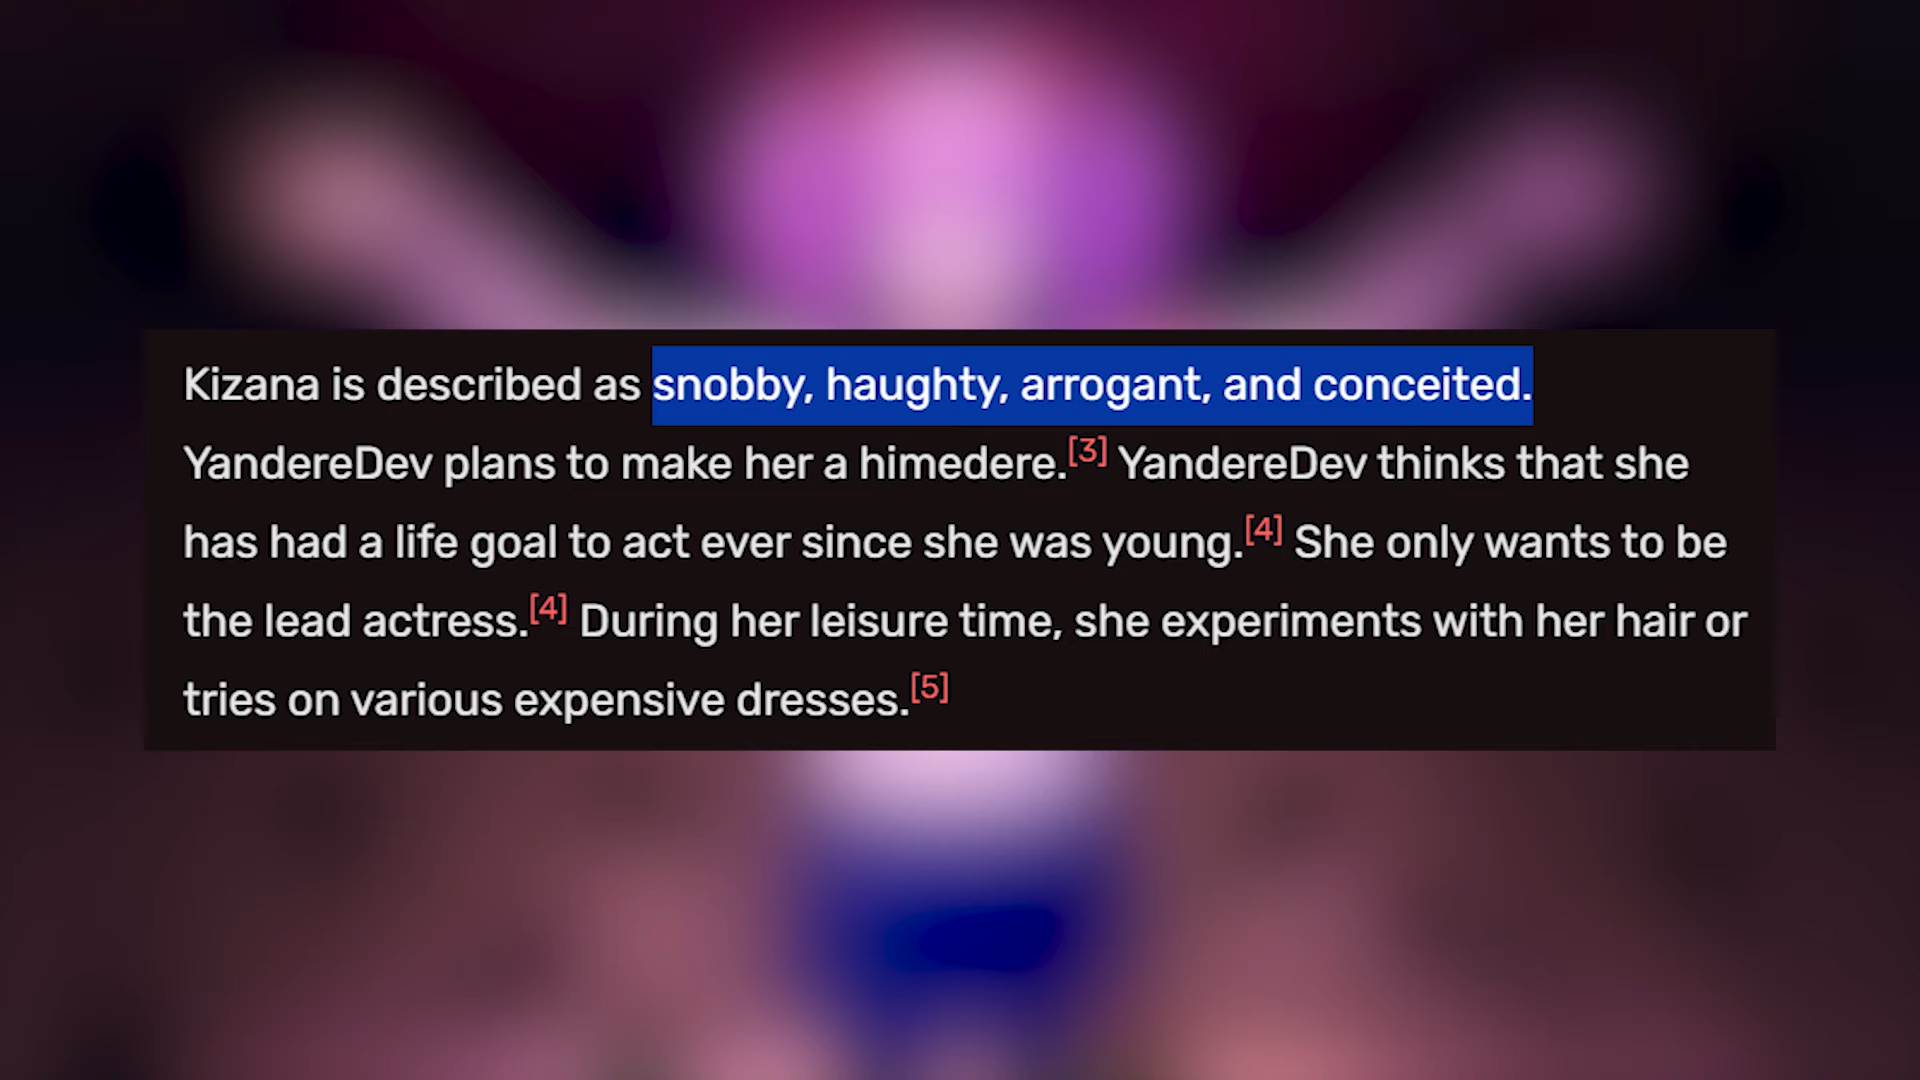 Kizana is described as snobby, haughty, arrogant, and conceited.
YandereDev plans to make her a himedere.[3] YandereDev thinks that she
has had a life goal to act ever since she was young.[4] She only wants to be
the lead actress.[4] During her leisure time, she experiments with her hair or
tries on various expensive dresses.[5]